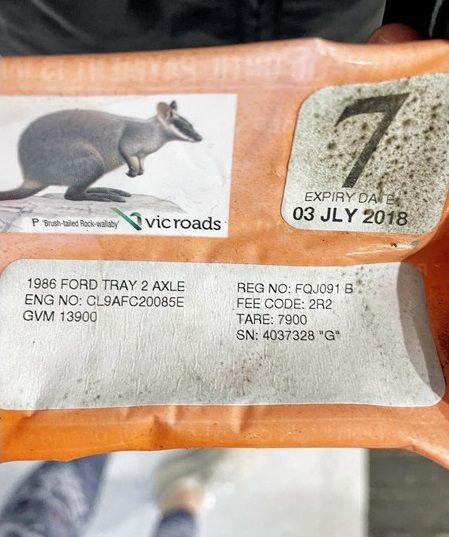 P 'Brush-tailed Rock-wallaby'
vicroads
7
EXPIRY DATE
03 JLY 2018
1986 FORD TRAY 2 AXLE
ENG NO: CL9AFC20085E
GVM 13900
REG NO: FQJ091 B
FEE CODE: 2R2
TARE: 7900
SN: 4037328 "G"